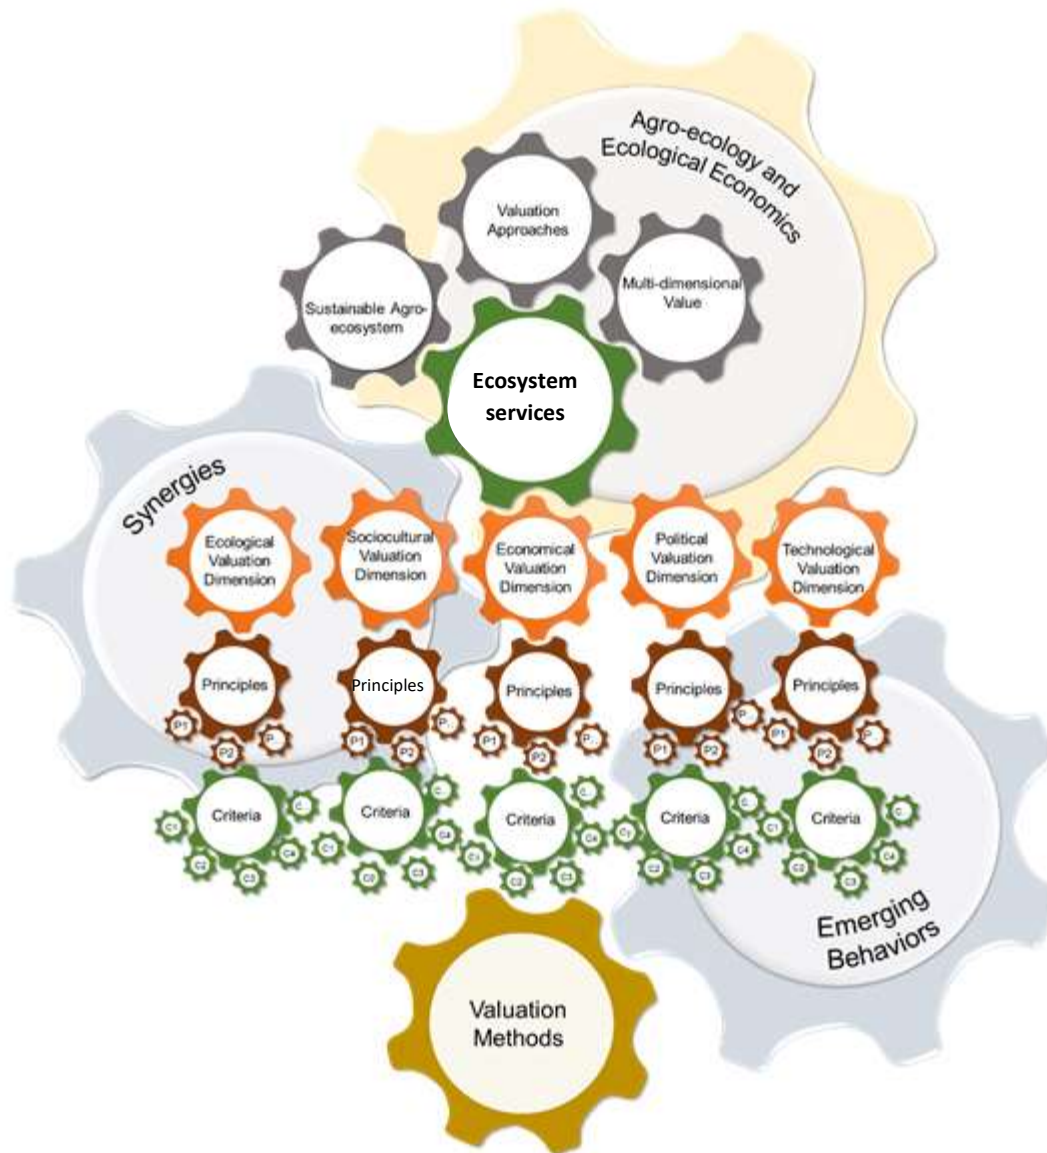 Agro-ecology and
Ecological Economics
Valuation
Approaches
Multi-dimensional
Value
Sustainable Agro-
ecosystem
Ecosystem
services
Synergies
Ecological
Valuation
Dimension
Sociocultural
Valuation
Dimension
Economical
Valuation
Dimension
Political
Valuation
Dimension
Technological
Valuation
Dimension
Principles
Principles
Principles
Principles
Principles
P1
P2
P...
P1
P2
P...
P1
P2
P...
P1
P2
P...
P1
P2
P...
Criteria
Criteria
Criteria
Criteria
Criteria
C1
C2
C3
C4
C...
C1
C2
C3
C4
C...
C1
C2
C3
C4
C...
C2
C3
C4
C...
C1
C2
C3
C4
C...
Emerging
Behaviors
Valuation
Methods